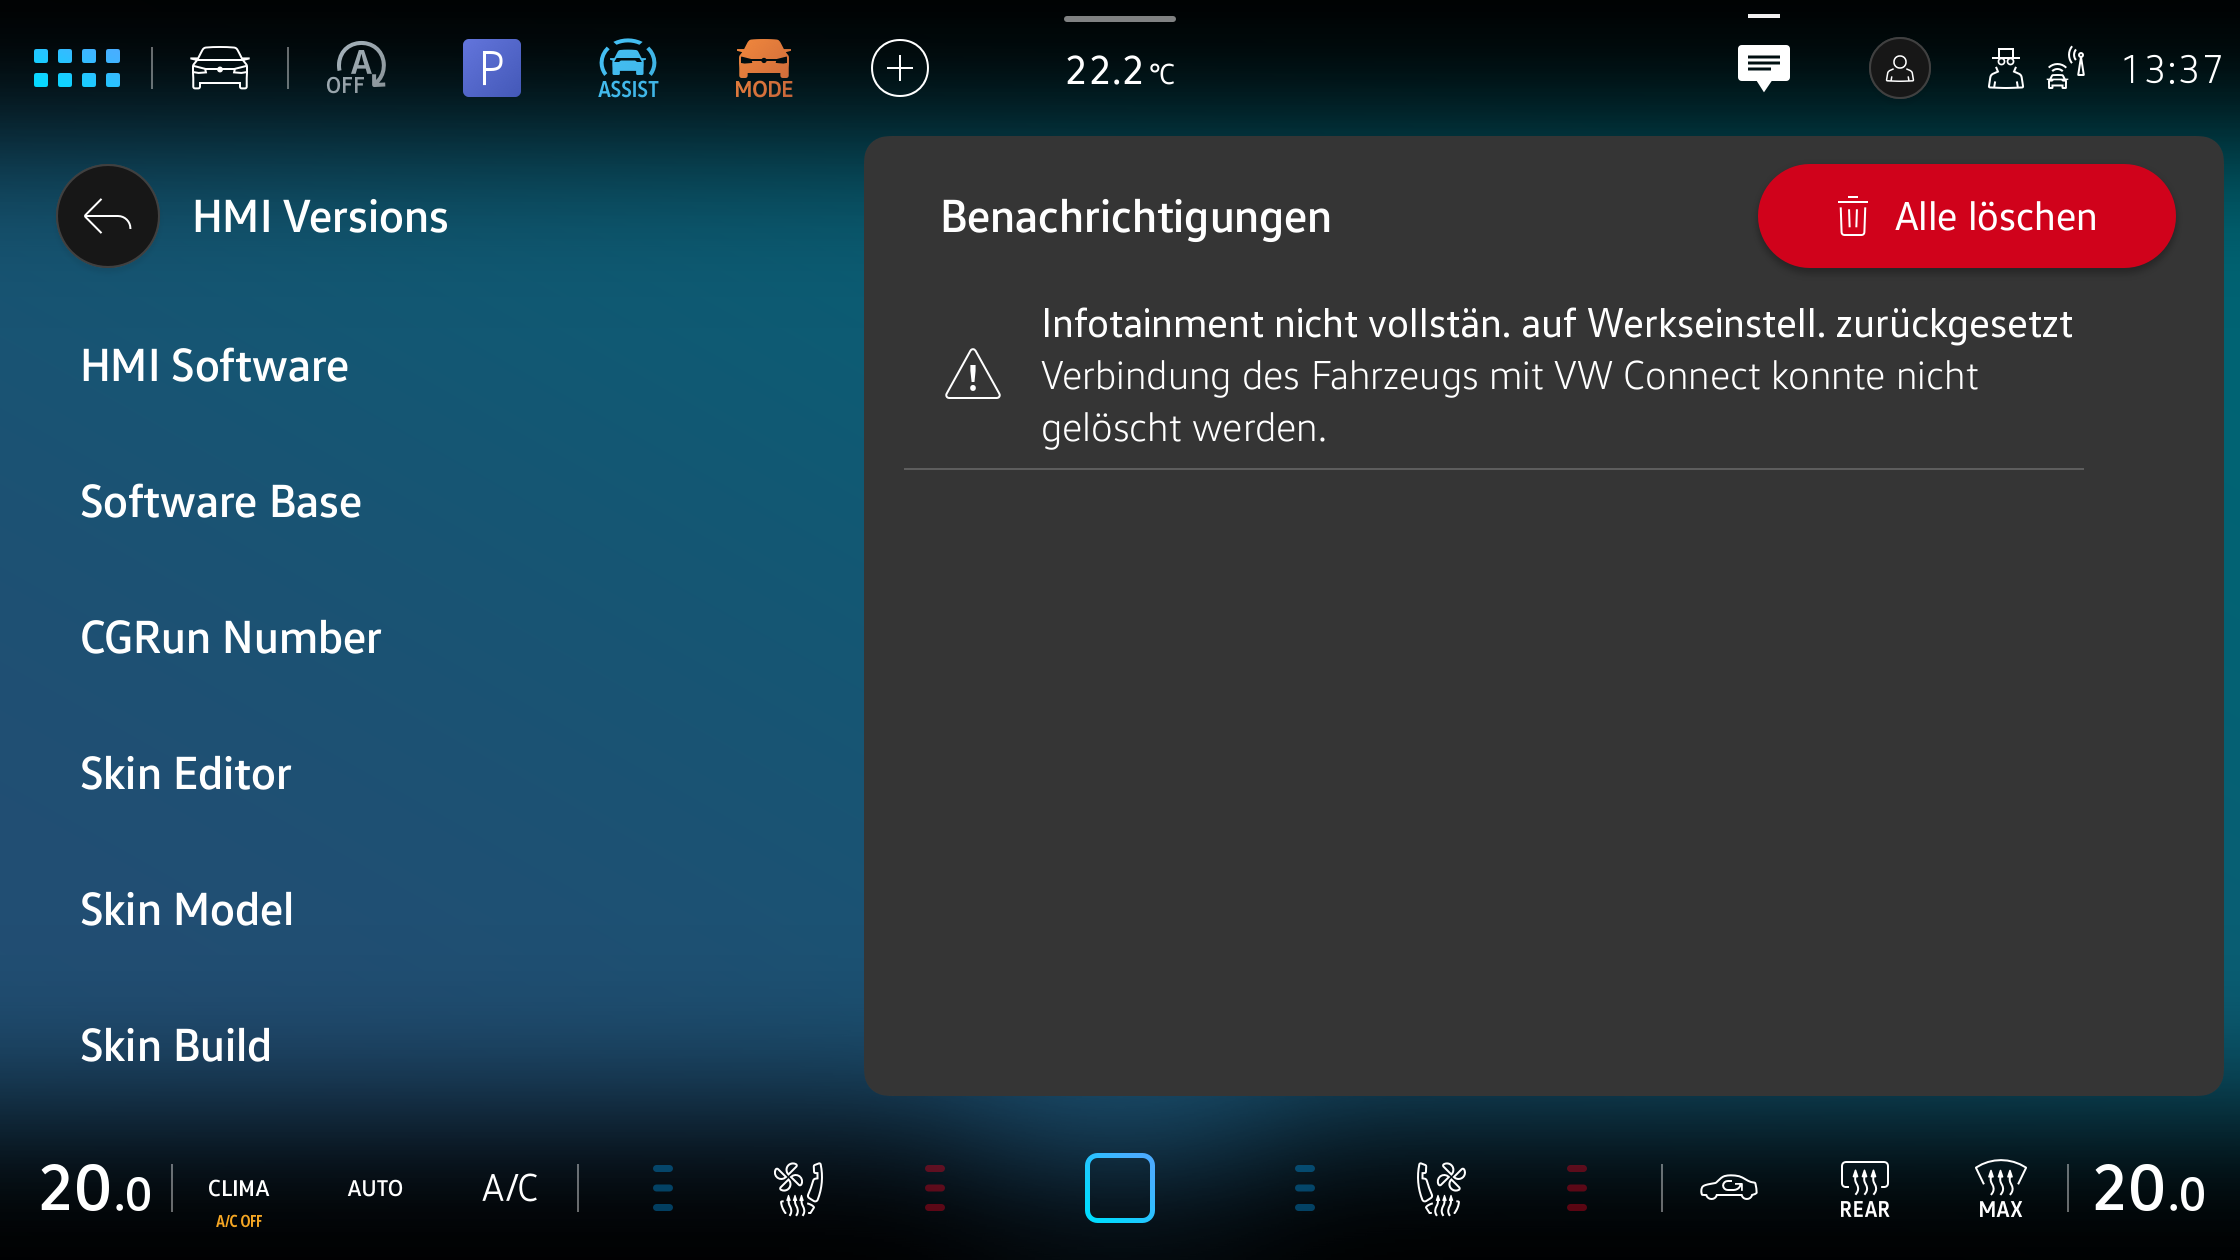 A
OFF
P
ASSIST
MODE
22.2 °C
13:37
HMI Versions
HMI Software
Software Base
CGRun Number
Skin Editor
Skin Model
Skin Build
Benachrichtigungen
Alle löschen
Infotainment nicht vollstän. auf Werkseinstell. zurückgesetzt
Verbindung des Fahrzeugs mit VW Connect konnte nicht
gelöscht werden.
20.0
CLIMA
A/C OFF
AUTO
A/C
REAR
MAX
20.0